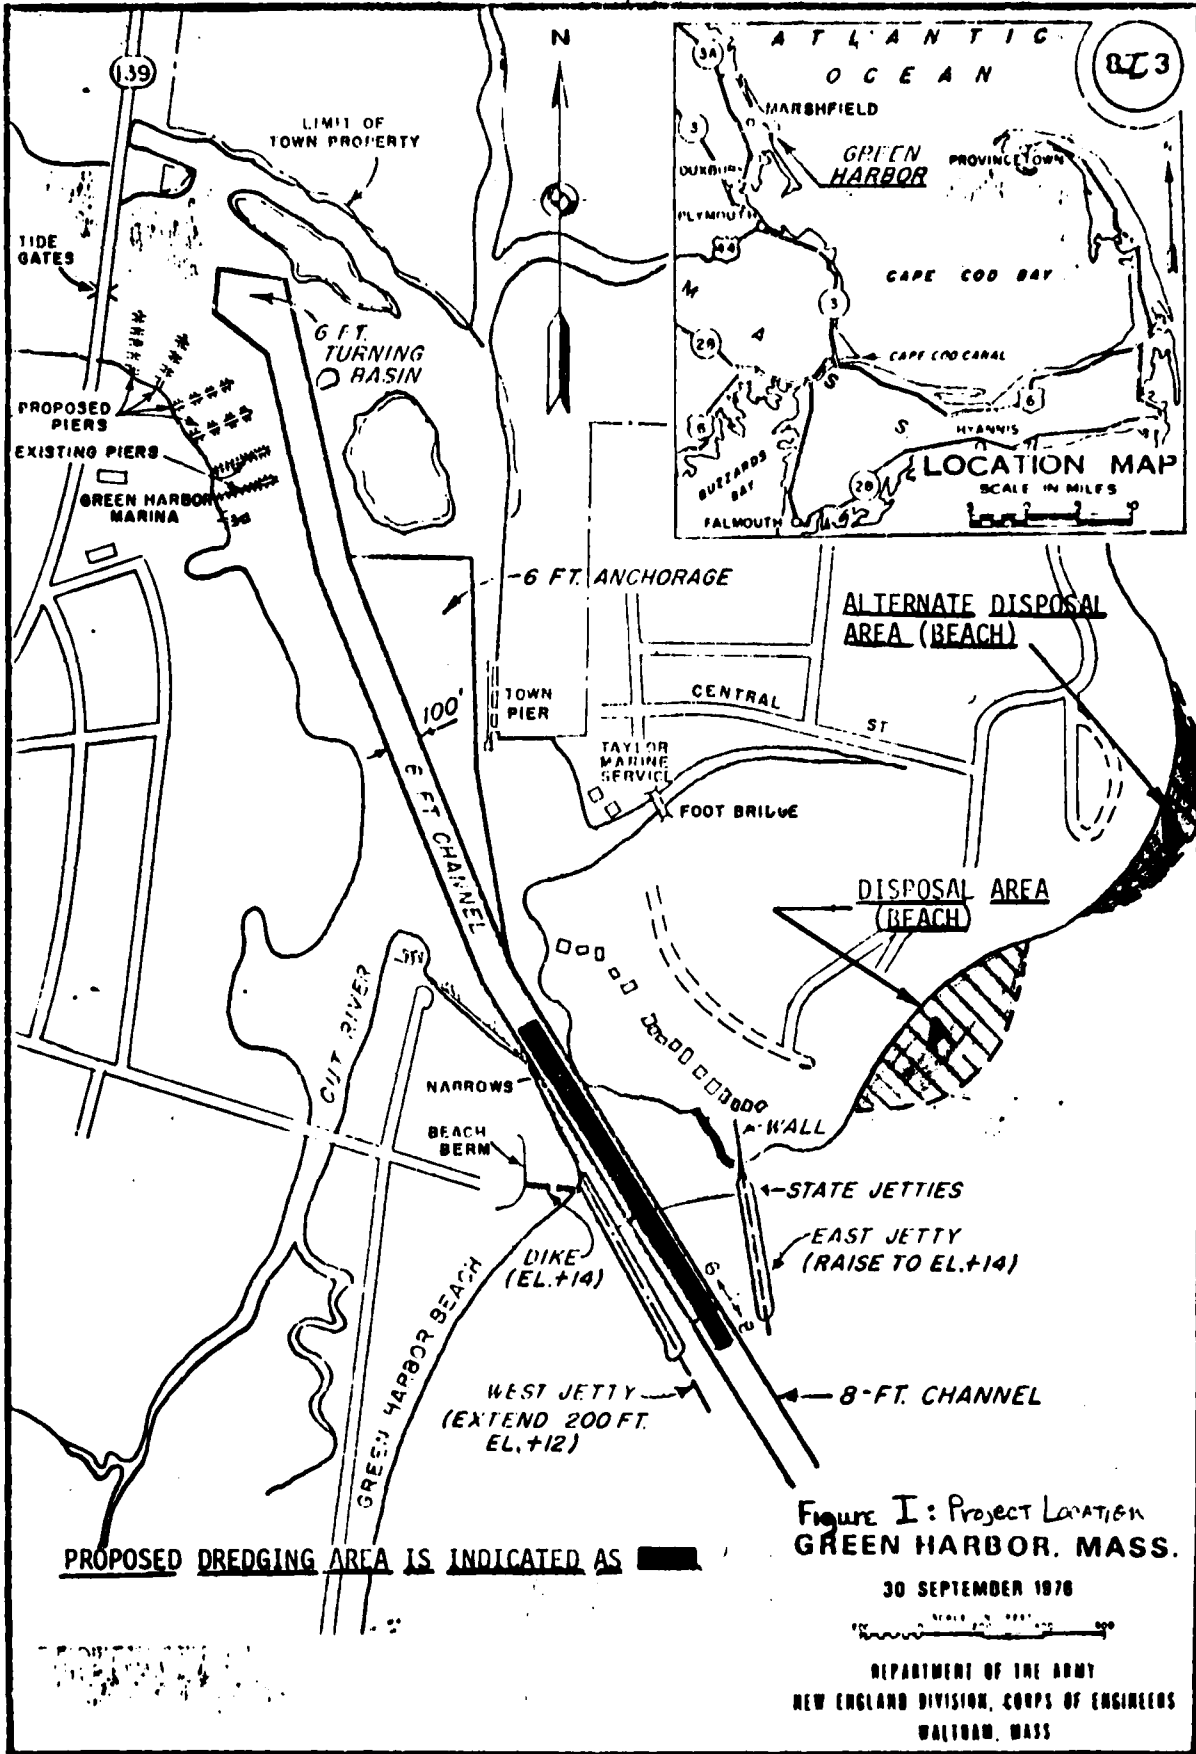 139
N
LIMIT OF
TOWN PROPERTY
TIDE
GATES
6 FT.
TURNING
BASIN
PROPOSED
PIERS
EXISTING PIERS
GREEN HARBOR
MARINA
ATLANTIC
OCEAN
3A
MARSHFIELD
3
GREEN
HARBOR
PROVINCETOWN
DUXBURY
PLYMOUTH
44
CAPE COD BAY
M
A
S
S
3
28
CAPE COD CANAL
6
6
HYANNIS
BUZZARDS
BAY
28
FALMOUTH
LOCATION MAP
SCALE IN MILES
6 FT. ANCHORAGE
ALTERNATE DISPOSAL
AREA (BEACH)
TOWN
PIER
CENTRAL ST
100'
TAYLOR
MARINE
SERVICE
FOOT BRIDGE
6 FT CHANNEL
DISPOSAL AREA
(BEACH)
CUT RIVER
NARROWS
BEACH
BERM
WALL
STATE JETTIES
EAST JETTY
(RAISE TO EL.+14)
DIKE
(EL.+14)
6
8
GREEN HARBOR BEACH
WEST JETTY
(EXTEND 200 FT.
EL.+12)
8-FT. CHANNEL
Figure I: Project Location
GREEN HARBOR. MASS.
PROPOSED DREDGING AREA IS INDICATED AS
30 SEPTEMBER 1976
DEPARTMENT OF THE ARMY
NEW ENGLAND DIVISION, CORPS OF ENGINEERS
WALTHAM, MASS